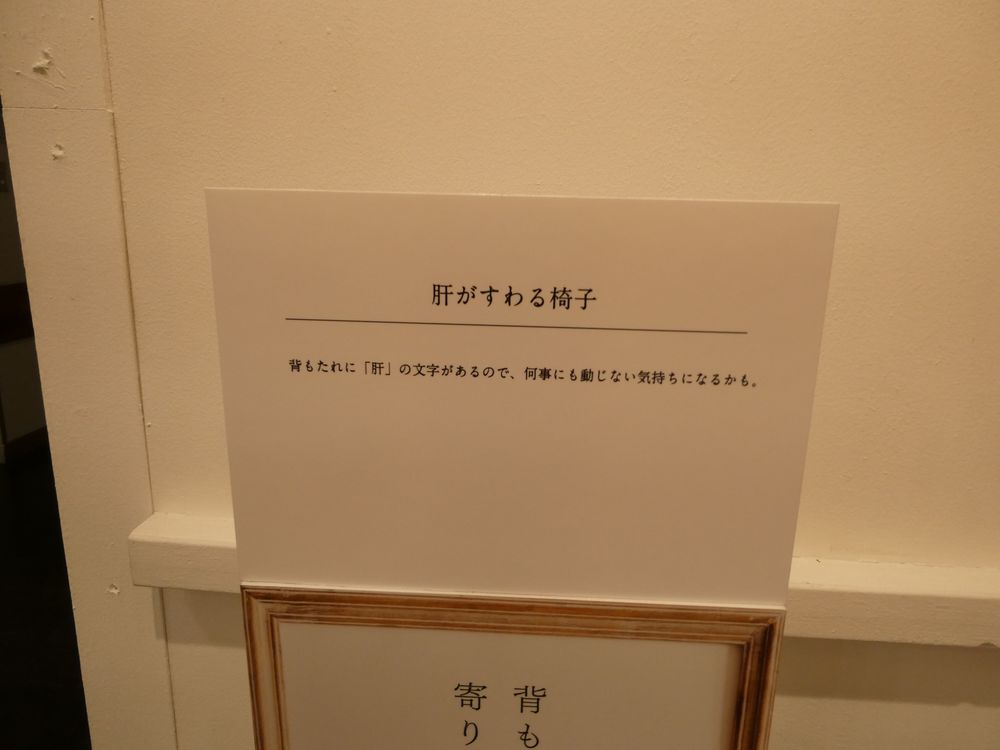 肝がすわる椅子
背もたれに「肝」の文字があるので、何事にも動じない気持ちになるかも。
背も
寄り